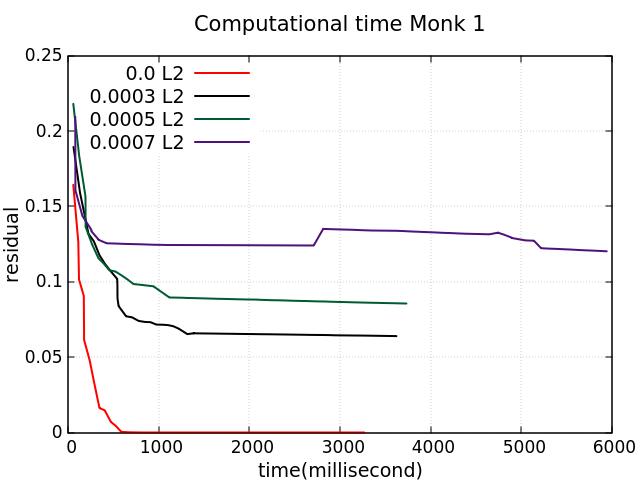 Computational time Monk 1
0.0 L2
0.0003 L2
0.0005 L2
0.0007 L2
residual
0.25
0.2
0.15
0.1
0.05
0
0 1000 2000 3000 4000 5000 6000
time(millisecond)